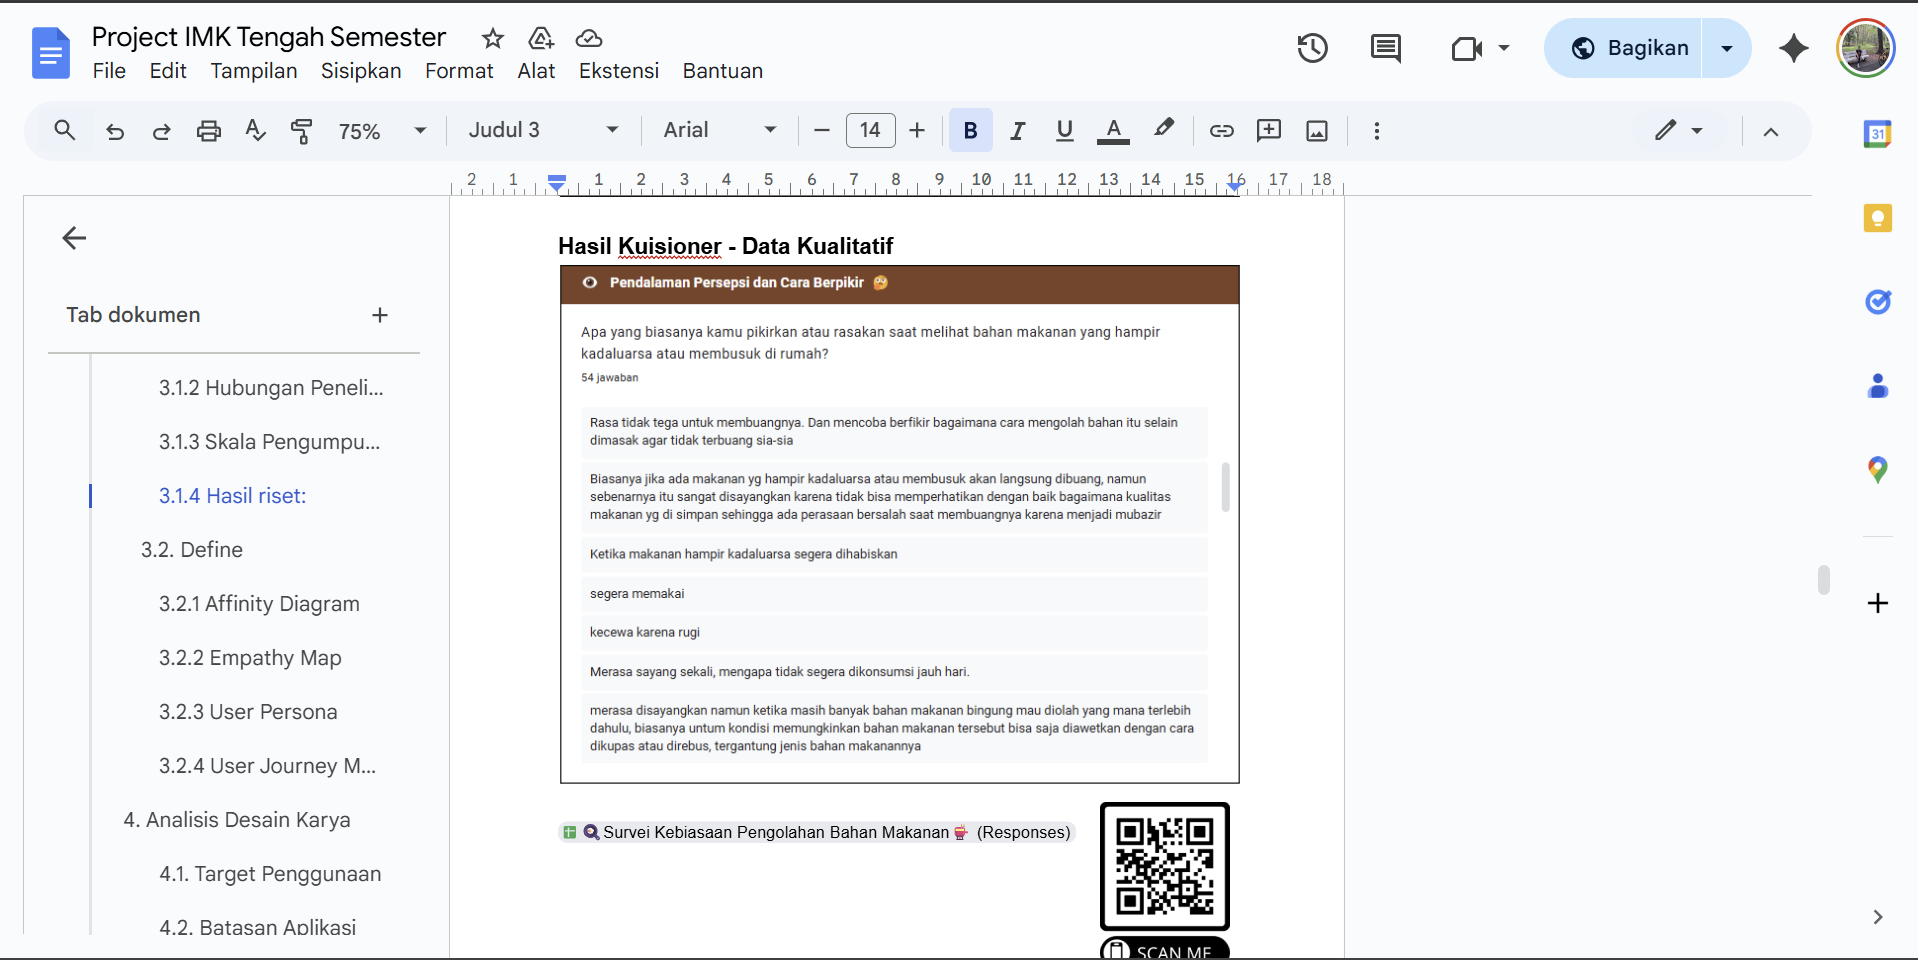 Project IMK Tengah Semester
File Edit Tampilan Sisipkan Format Alat Ekstensi Bantuan
Bagikan
75% Judul 3 Arial 14 B I U A
31
2 1 1 2 3 4 5 6 7 8 9 10 11 12 13 14 15 16 17 18
Tab dokumen
3.1.2 Hubungan Peneli...
3.1.3 Skala Pengumpu...
3.1.4 Hasil riset:
3.2. Define
3.2.1 Affinity Diagram
3.2.2 Empathy Map
3.2.3 User Persona
3.2.4 User Journey M...
4. Analisis Desain Karya
4.1. Target Penggunaan
4.2. Batasan Aplikasi
Hasil Kuisioner - Data Kualitatif
Pendalaman Persepsi dan Cara Berpikir 🤔
Apa yang biasanya kamu pikirkan atau rasakan saat melihat bahan makanan yang hampir
kadaluarsa atau membusuk di rumah?
54 jawaban
Rasa tidak tega untuk membuangnya. Dan mencoba berfikir bagaimana cara mengolah bahan itu selain
dimasak agar tidak terbuang sia-sia
Biasanya jika ada makanan yg hampir kadaluarsa atau membusuk akan langsung dibuang, namun
sebenarnya itu sangat disayangkan karena tidak bisa memperhatikan dengan baik bagaimana kualitas
makanan yg di simpan sehingga ada perasaan bersalah saat membuangnya karena menjadi mubazir
Ketika makanan hampir kadaluarsa segera dihabiskan
segera memakai
kecewa karena rugi
Merasa sayang sekali, mengapa tidak segera dikonsumsi jauh hari.
merasa disayangkan namun ketika masih banyak bahan makanan bingung mau diolah yang mana terlebih
dahulu, biasanya untum kondisi memungkinkan bahan makanan tersebut bisa saja diawetkan dengan cara
dikupas atau direbus, tergantung jenis bahan makanannya
Survei Kebiasaan Pengolahan Bahan Makanan (Responses)
SCAN ME